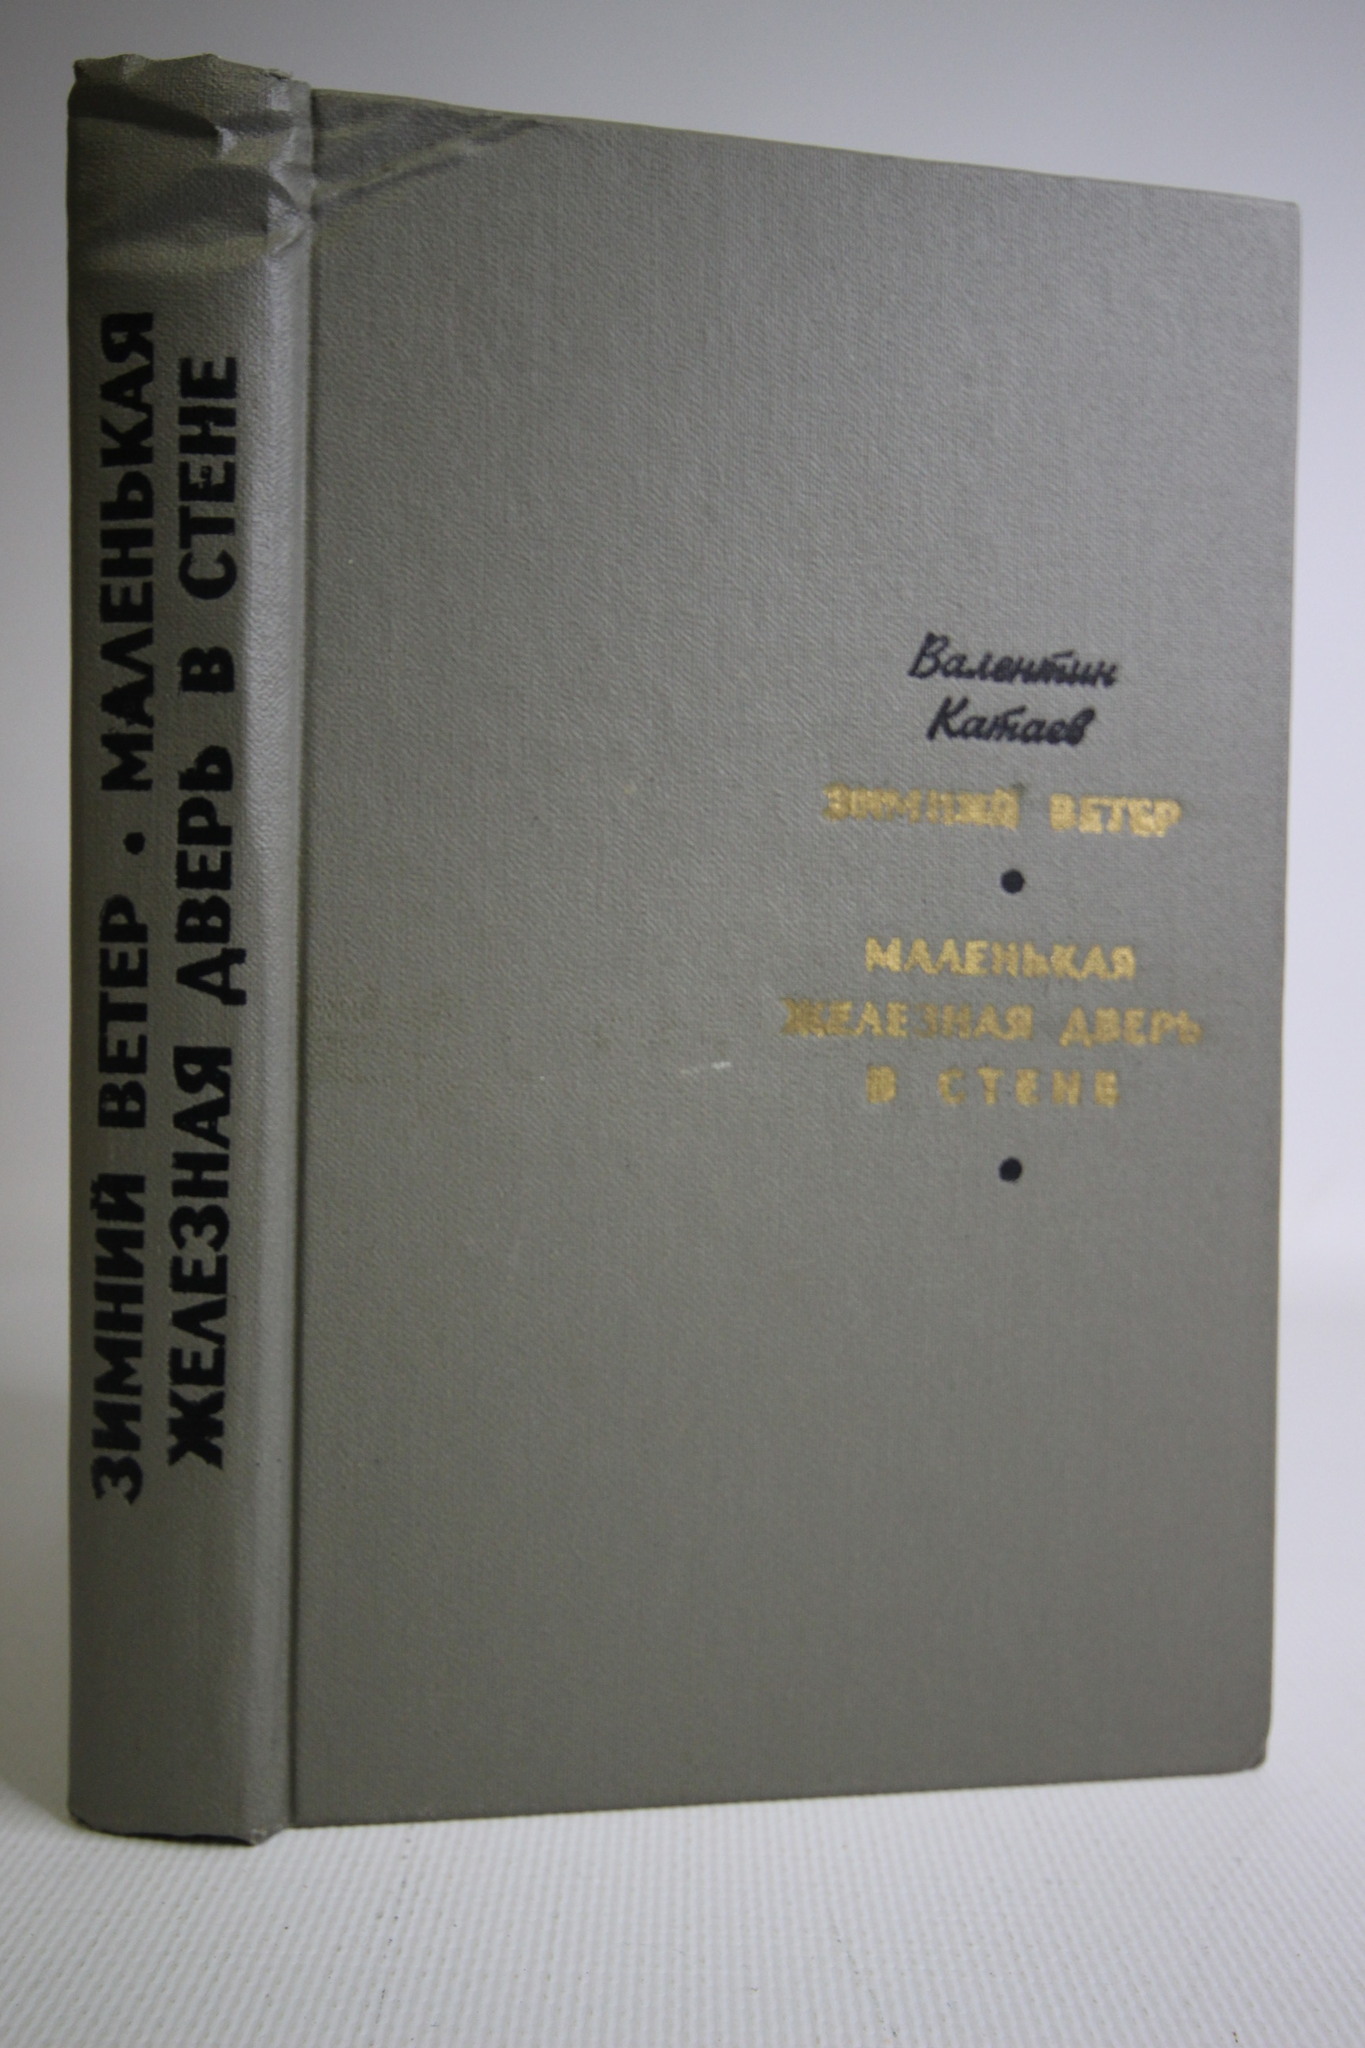 ЗИМНИЙ ВЕТЕР • МАЛЕНЬКАЯ
ЖЕЛЕЗНАЯ ДВЕРЬ В СТЕНЕ
Валентин
Катаев
ЗИМНИЙ ВЕТЕР
•
МАЛЕНЬКАЯ
ЖЕЛЕЗНАЯ ДВЕРЬ
В СТЕНЕ
•